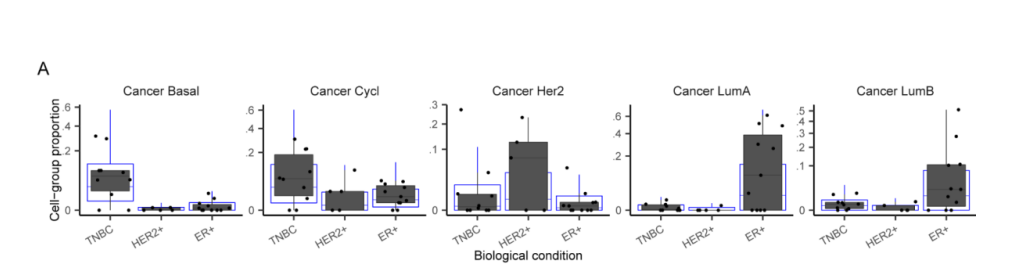 A
Cancer Basal
Cancer Cycl
Cancer Her2
Cancer LumA
Cancer LumB
Cell−group proportion
.6
.4
.2
0
.6
.4
.2
0
.3
.2
.1
0
.6
.4
.2
0
.5
.4
.3
.2
.1
0
TNBC
HER2+
ER+
TNBC
HER2+
ER+
TNBC
HER2+
ER+
TNBC
HER2+
ER+
TNBC
HER2+
ER+
Biological condition